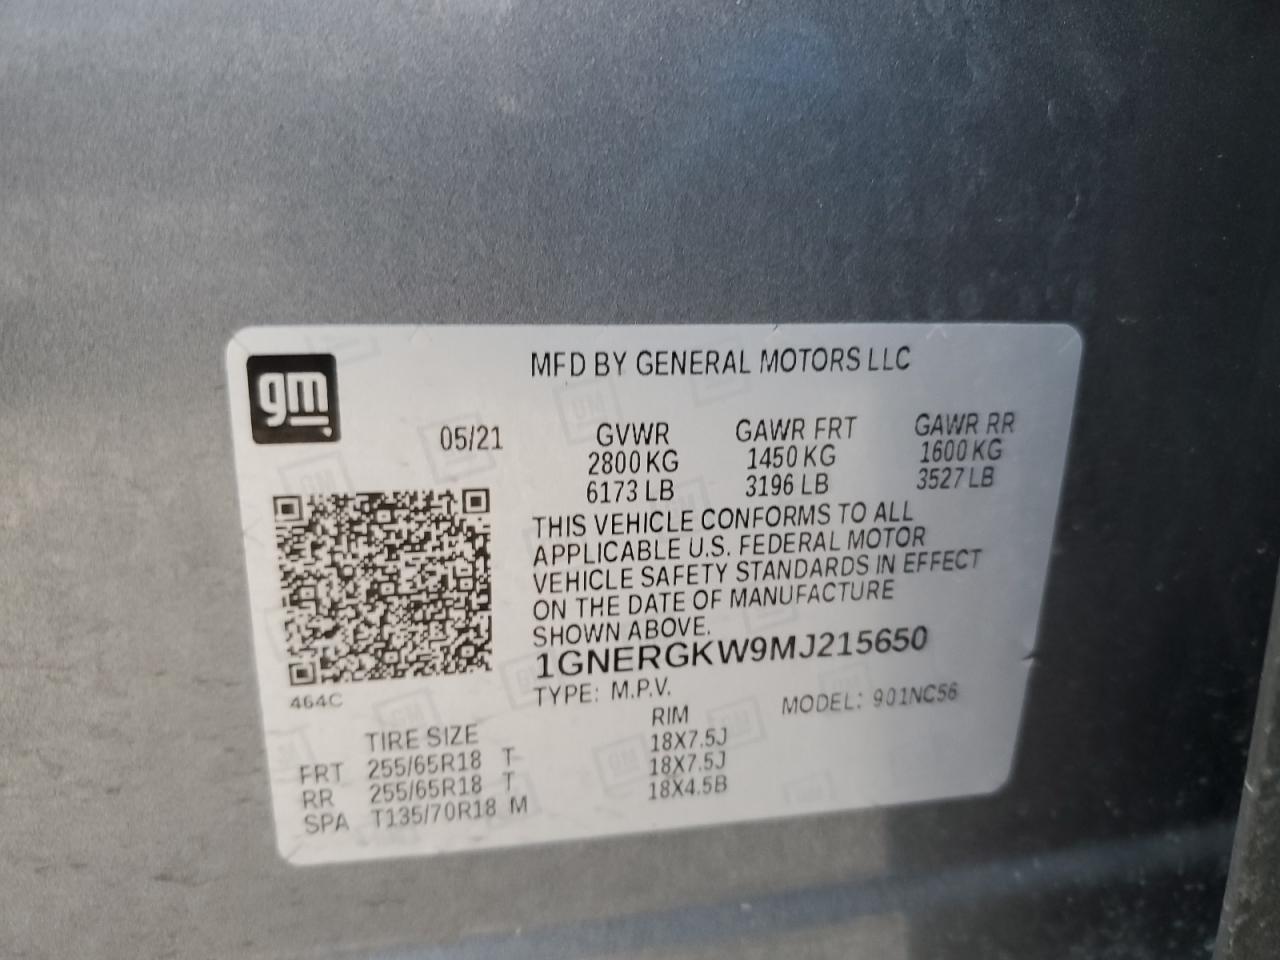 gm
MFD BY GENERAL MOTORS LLC
05/21 GVWR GAWR FRT GAWR RR
2800 KG 1450 KG 1600 KG
6173 LB 3196 LB 3527 LB
THIS VEHICLE CONFORMS TO ALL
APPLICABLE U.S. FEDERAL MOTOR
VEHICLE SAFETY STANDARDS IN EFFECT
ON THE DATE OF MANUFACTURE
SHOWN ABOVE.
1GNERGKW9MJ215650
464C
TYPE: M.P.V. MODEL: 901NC56
TIRE SIZE RIM
FRT 255/65R18 T 18X7.5J
RR 255/65R18 T 18X7.5J
SPA T135/70R18 M 18X4.5B